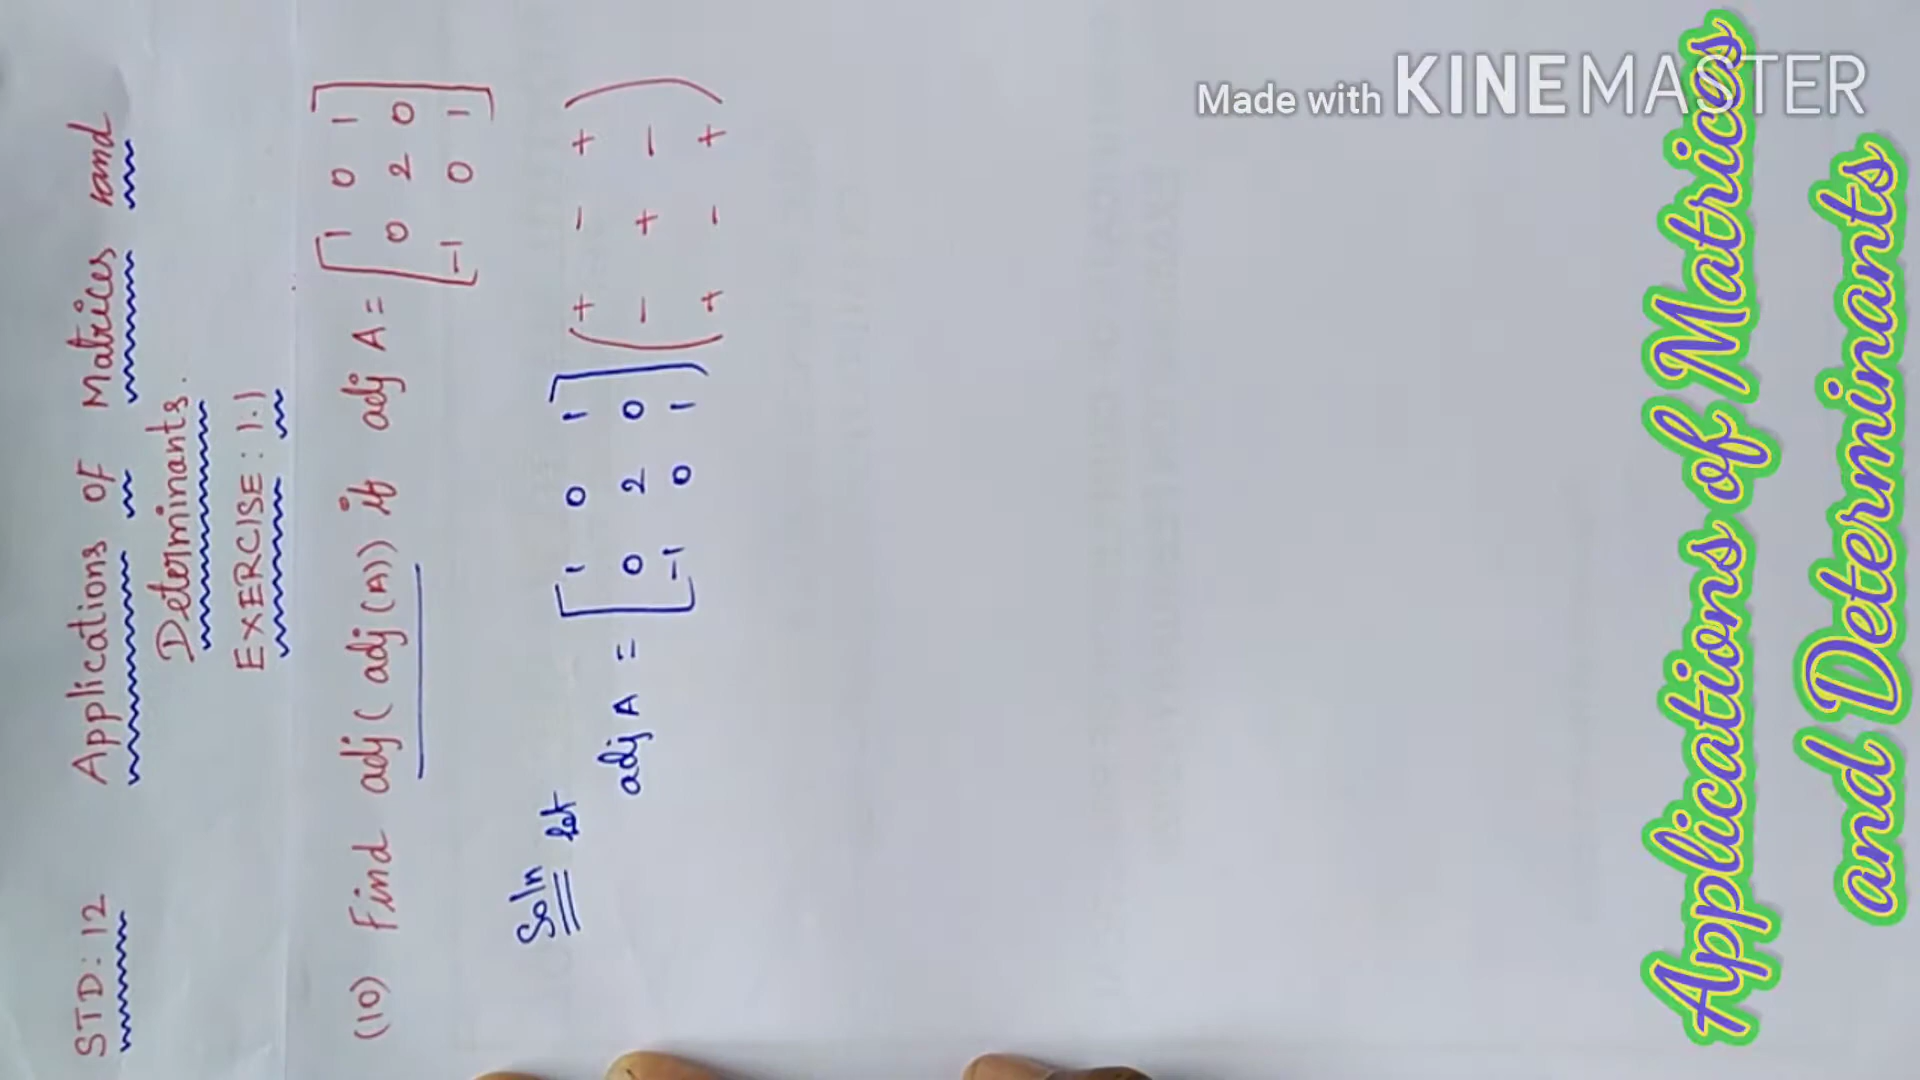 STD: 12 Applications of Matrices and
Determinants.
EXERCISE: 1.1
(10) Find adj(adj(A)) if adj A = [1 0 1
0 2 0
-1 0 1]
Soln
let
adj A = [1 0 1
0 2 0
-1 0 1]
(+ - +
- + -
+ - +)
Made with KINEMASTER
Applications of Matrices
and Determinants